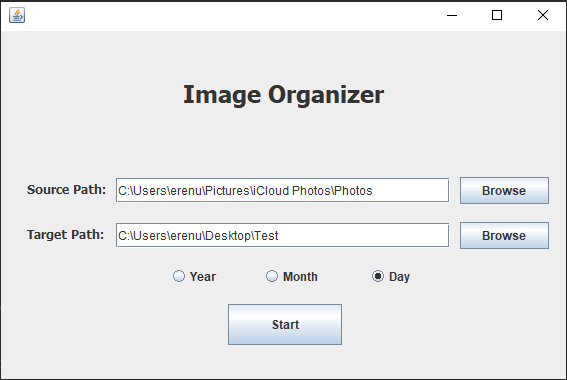 Image Organizer
Source Path: C:\Users\erenu\Pictures\iCloud Photos\Photos Browse
Target Path: C:\Users\erenu\Desktop\Test Browse
Year Month Day
Start